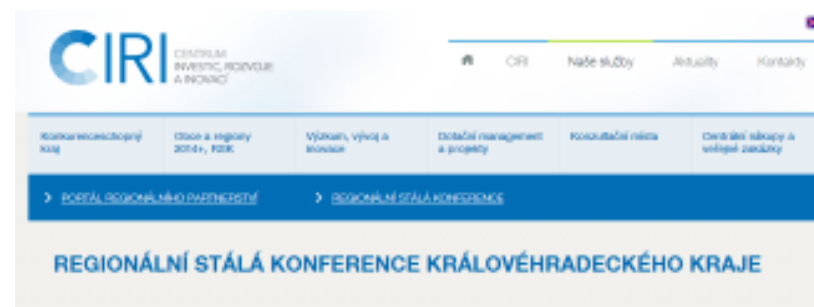 CIRI
CENTRUM
INVESTIC, ROZVOJE
A INOVACÍ
CIRI Naše služby Aktuality Kontakty
Konkurenceschopný
kraj
Obce a regiony
2014+, RSK
Výzkum, vývoj a
inovace
Dotační management
a projekty
Konzultační místa
Centrální nákupy a
veřejné zakázky
PORTÁL REGIONÁLNÍHO PARTNERSTVÍ
REGIONÁLNÍ STÁLÁ KONFERENCE
REGIONÁLNÍ STÁLÁ KONFERENCE KRÁLOVÉHRADECKÉHO KRAJE